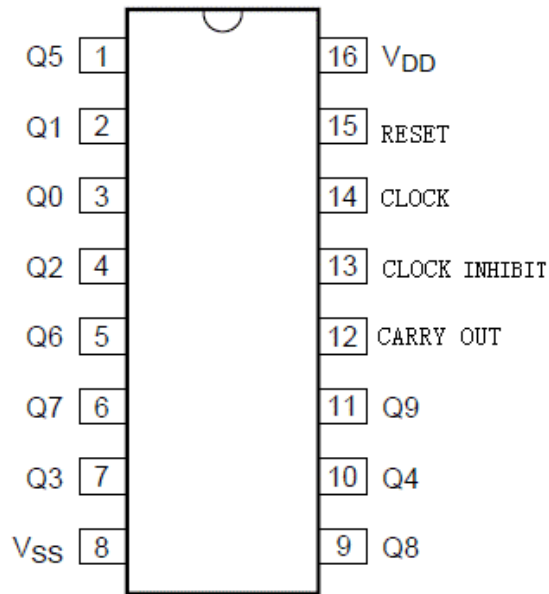 Q5 1 16 VDD
Q1 2 15 RESET
Q0 3 14 CLOCK
Q2 4 13 CLOCK INHIBIT
Q6 5 12 CARRY OUT
Q7 6 11 Q9
Q3 7 10 Q4
VSS 8 9 Q8